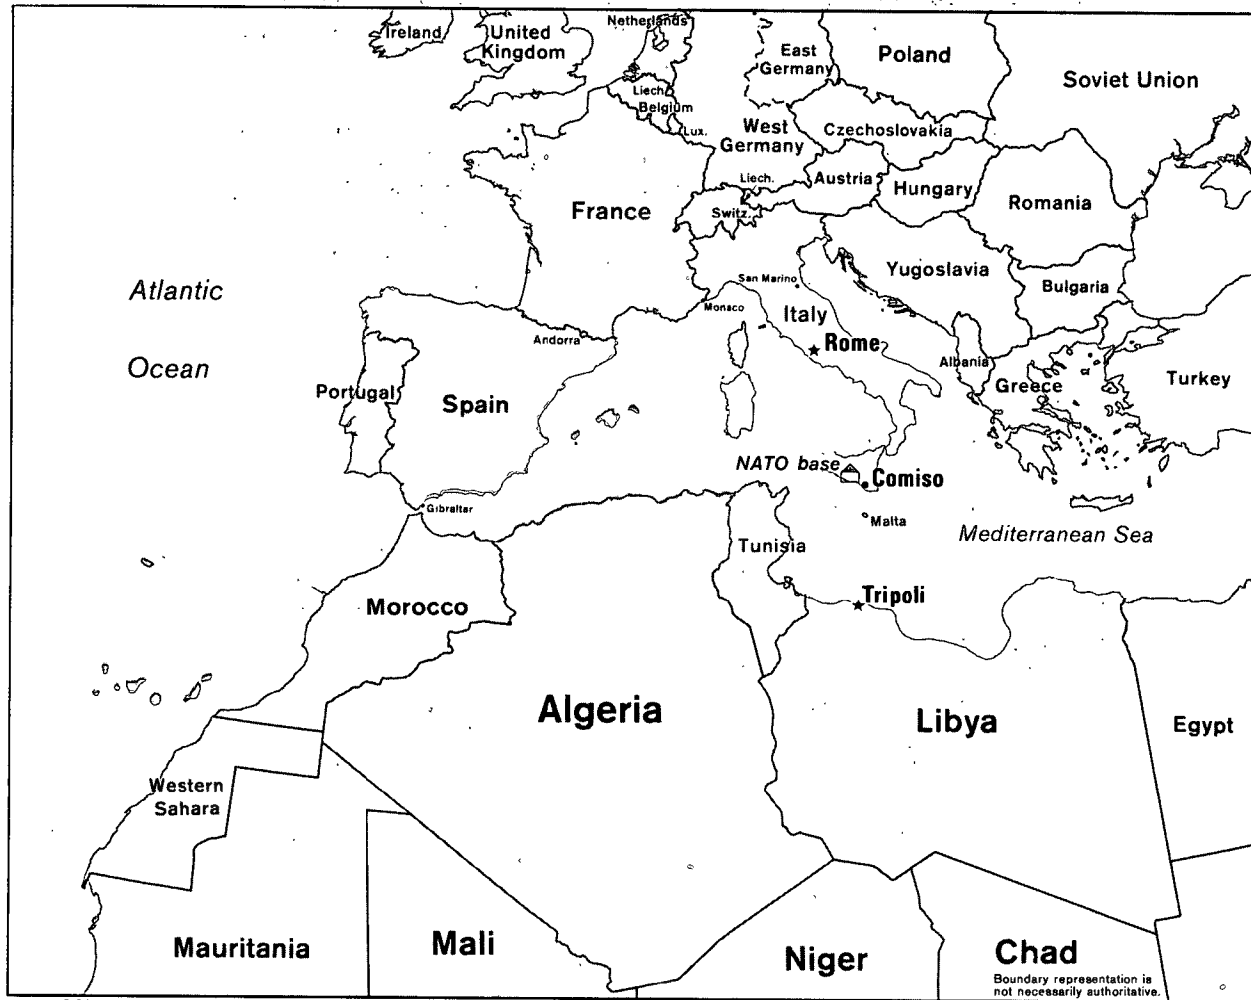 Netherlands
Ireland
United
Kingdom
East
Germany
Poland
Soviet Union
Liech.
Belgium
Lux.
West
Germany
Czechoslovakia
Liech.
Austria
Hungary
Romania
France
Switz.
Yugoslavia
San Marino
Bulgaria
Atlantic
Ocean
Monaco
Italy
Andorra
Rome
Albania
Greece
Turkey
Portugal
Spain
NATO base
Comiso
Gibraltar
Malta
Mediterranean Sea
Tunisia
Tripoli
Morocco
Algeria
Libya
Egypt
Western
Sahara
Mauritania
Mali
Niger
Chad
Boundary representation is
not necessarily authoritative.